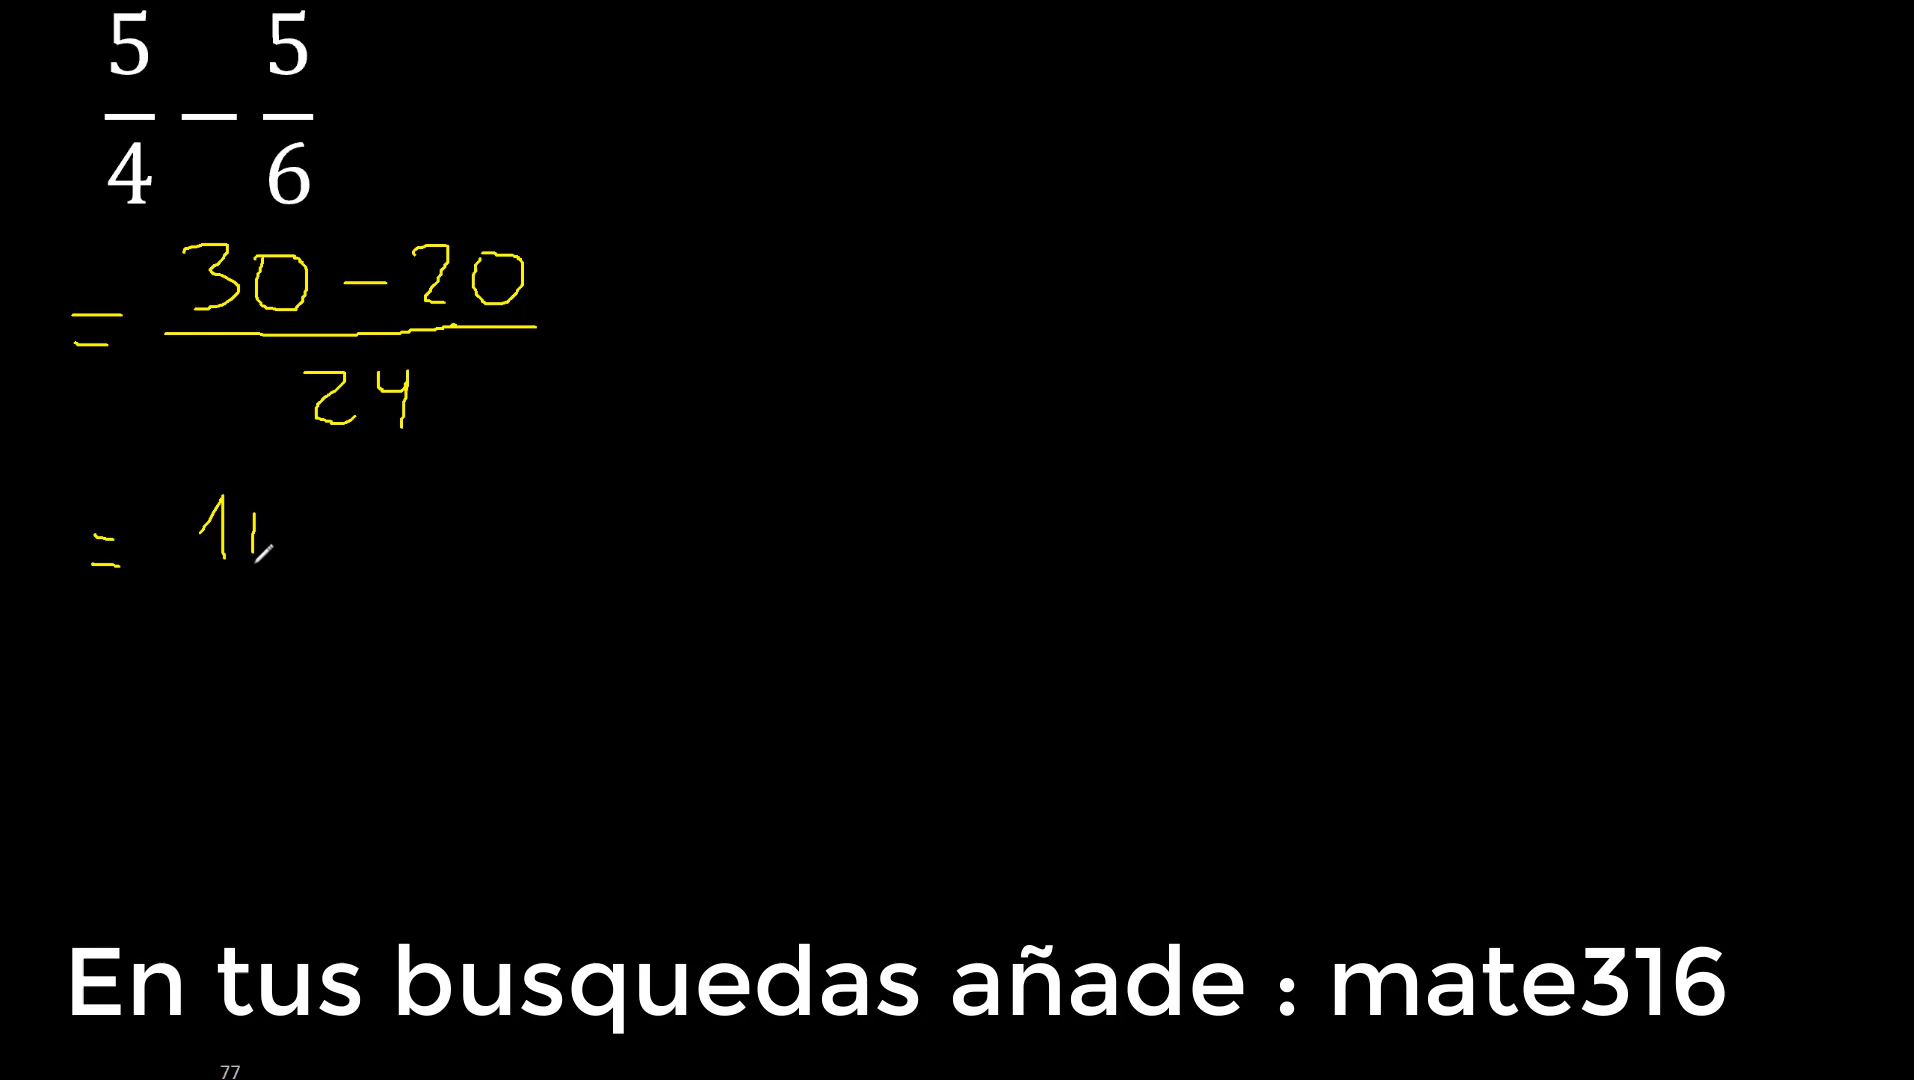 5/4 − 5/6
= (30 − 20)/24
= 1
En tus busquedas añade : mate316
77